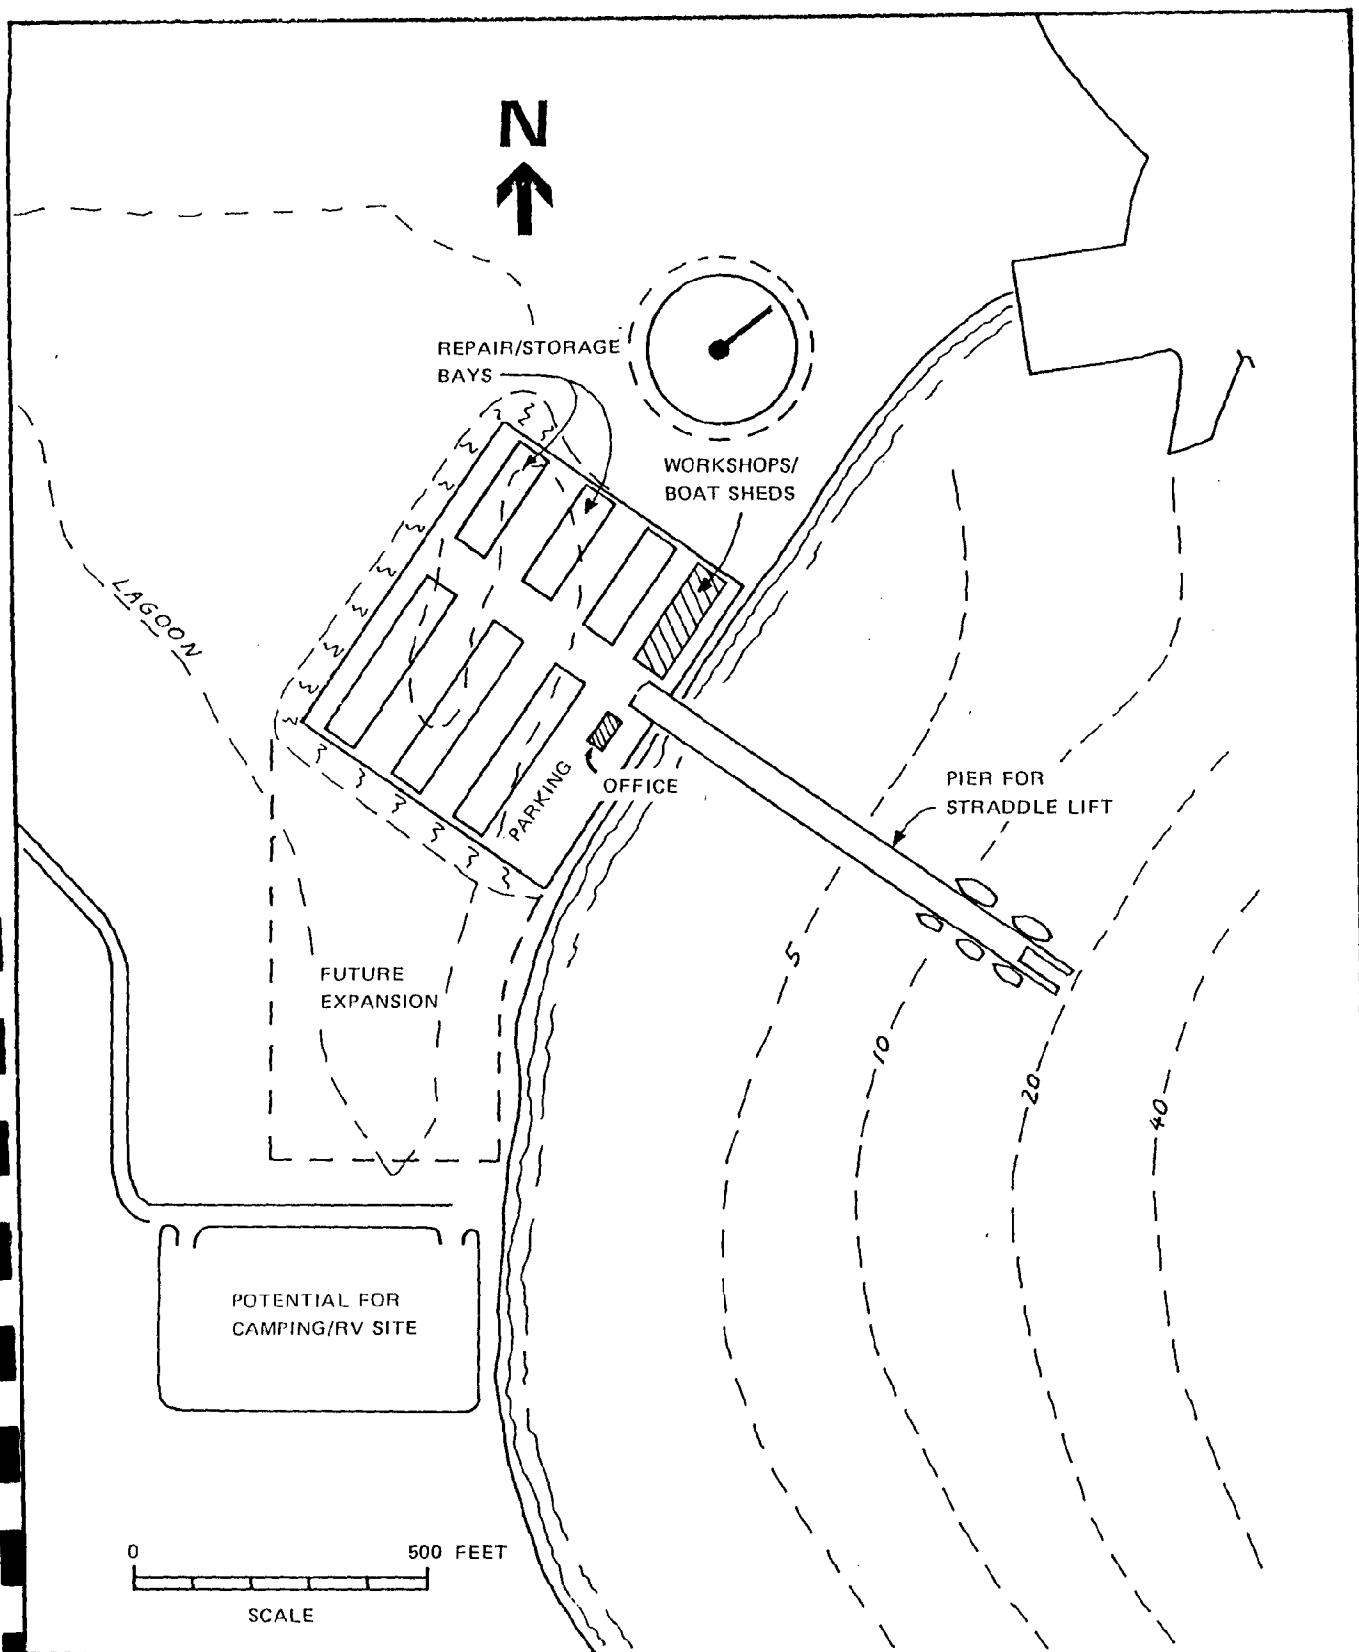 N
REPAIR/STORAGE
BAYS
WORKSHOPS/
BOAT SHEDS
LAGOON
PARKING
OFFICE
PIER FOR
STRADDLE LIFT
5
FUTURE
EXPANSION
10
20
40
POTENTIAL FOR
CAMPING/RV SITE
0 500 FEET
SCALE